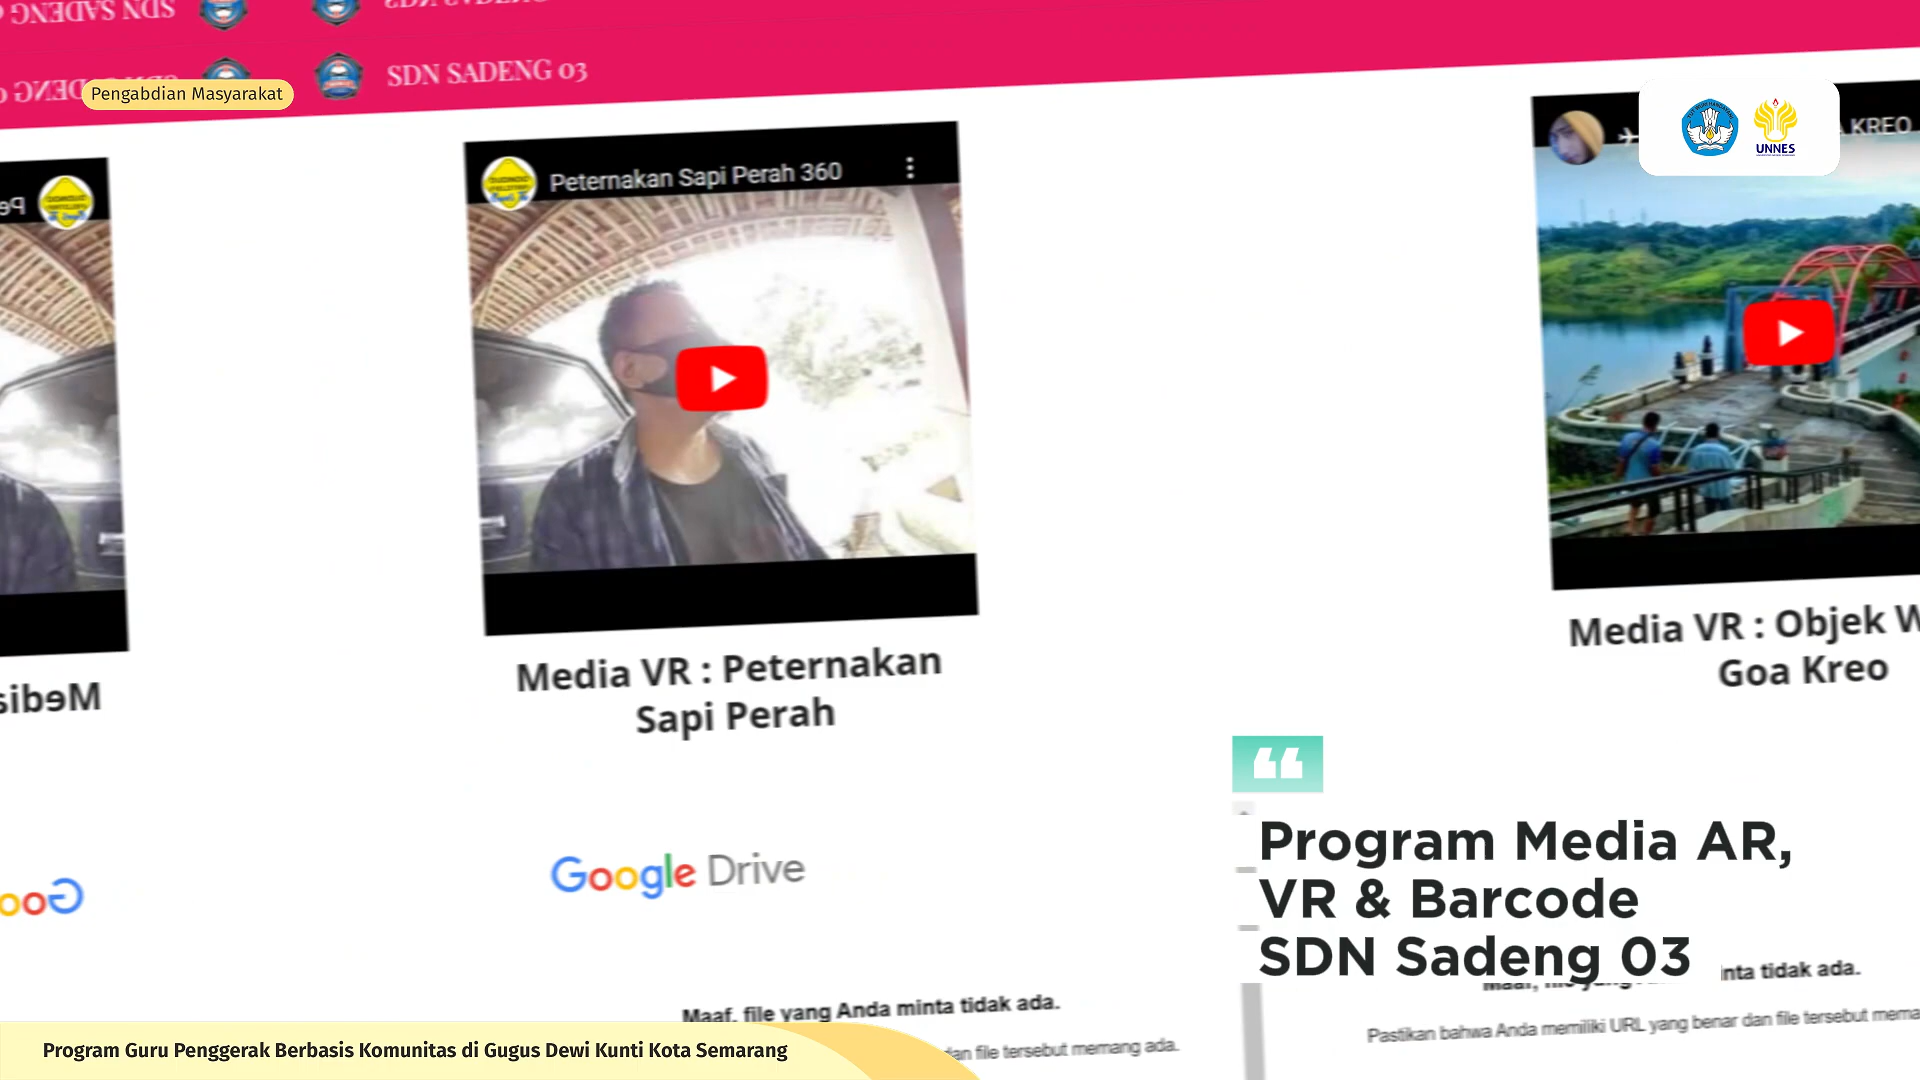 SDN SADENG
SDN SADENG 03
Pengabdian Masyarakat
Peternakan Sapi Perah 360
KREO
UNNES
Media VR : Peternakan
Sapi Perah
Media VR : Objek W
Goa Kreo
Google Drive
Program Media AR,
VR & Barcode
SDN Sadeng 03
Maaf, file yang Anda minta tidak ada.
inta tidak ada.
Pastikan bahwa Anda memiliki URL yang benar dan file tersebut mema
dan file tersebut memang ada.
Program Guru Penggerak Berbasis Komunitas di Gugus Dewi Kunti Kota Semarang